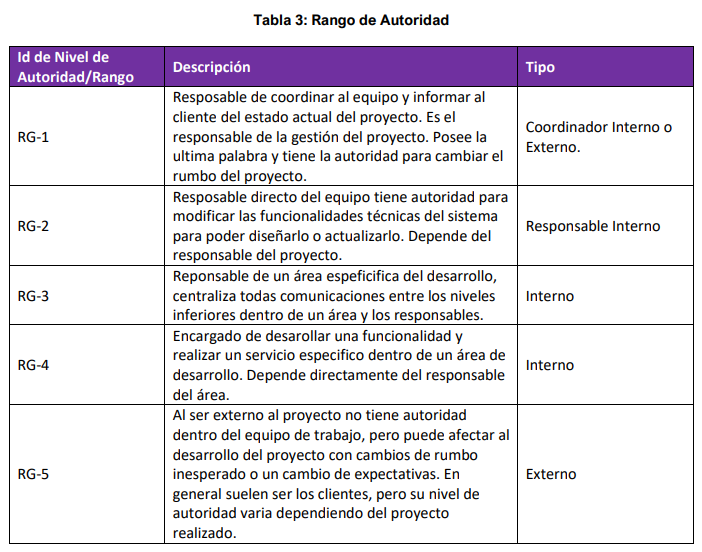 Tabla 3: Rango de Autoridad
Id de Nivel de
Autoridad/Rango
Descripción
Tipo
RG-1
Resposable de coordinar al equipo y informar al
cliente del estado actual del proyecto. Es el
responsable de la gestión del proyecto. Posee la
ultima palabra y tiene la autoridad para cambiar el
rumbo del proyecto.
Coordinador Interno o
Externo.
RG-2
Resposable directo del equipo tiene autoridad para
modificar las funcionalidades técnicas del sistema
para poder diseñarlo o actualizarlo. Depende del
responsable del proyecto.
Responsable Interno
RG-3
Reponsable de un área espeficifica del desarrollo,
centraliza todas comunicaciones entre los niveles
inferiores dentro de un área y los responsables.
Interno
RG-4
Encargado de desarollar una funcionalidad y
realizar un servicio especifico dentro de un área de
desarrollo. Depende directamente del responsable
del área.
Interno
RG-5
Al ser externo al proyecto no tiene autoridad
dentro del equipo de trabajo, pero puede afectar al
desarrollo del proyecto con cambios de rumbo
inesperado o un cambio de expectativas. En
general suelen ser los clientes, pero su nivel de
autoridad varia dependiendo del proyecto
realizado.
Externo